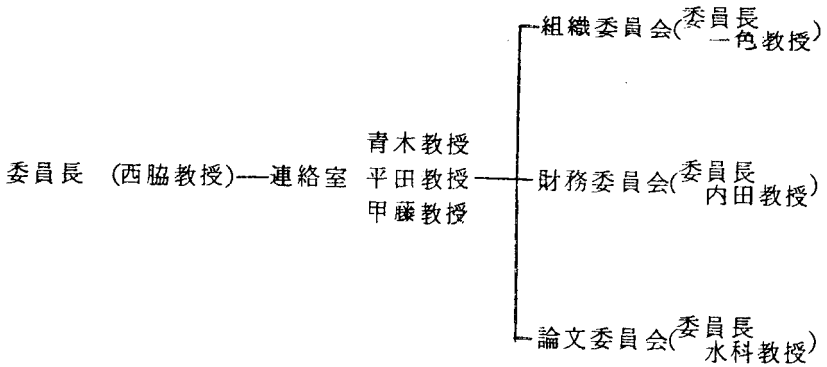 組織委員会(委員長
一色教授)
青木教授
委員長 (西脇教授)―連絡室 平田教授
甲藤教授
財務委員会(委員長
内田教授)
論文委員会(委員長
水科教授)